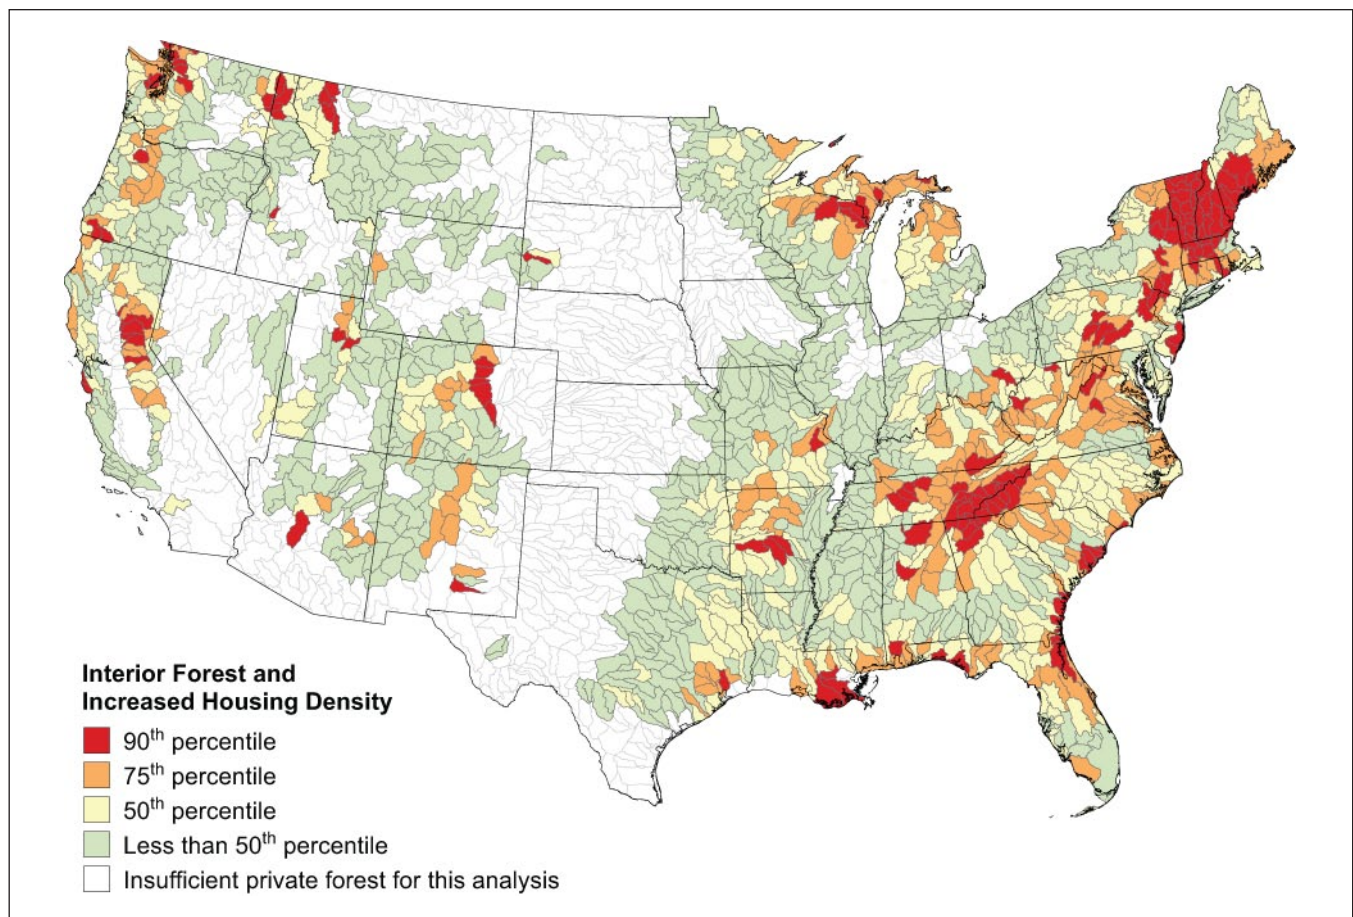 Interior Forest and
Increased Housing Density
90th percentile
75th percentile
50th percentile
Less than 50th percentile
Insufficient private forest for this analysis